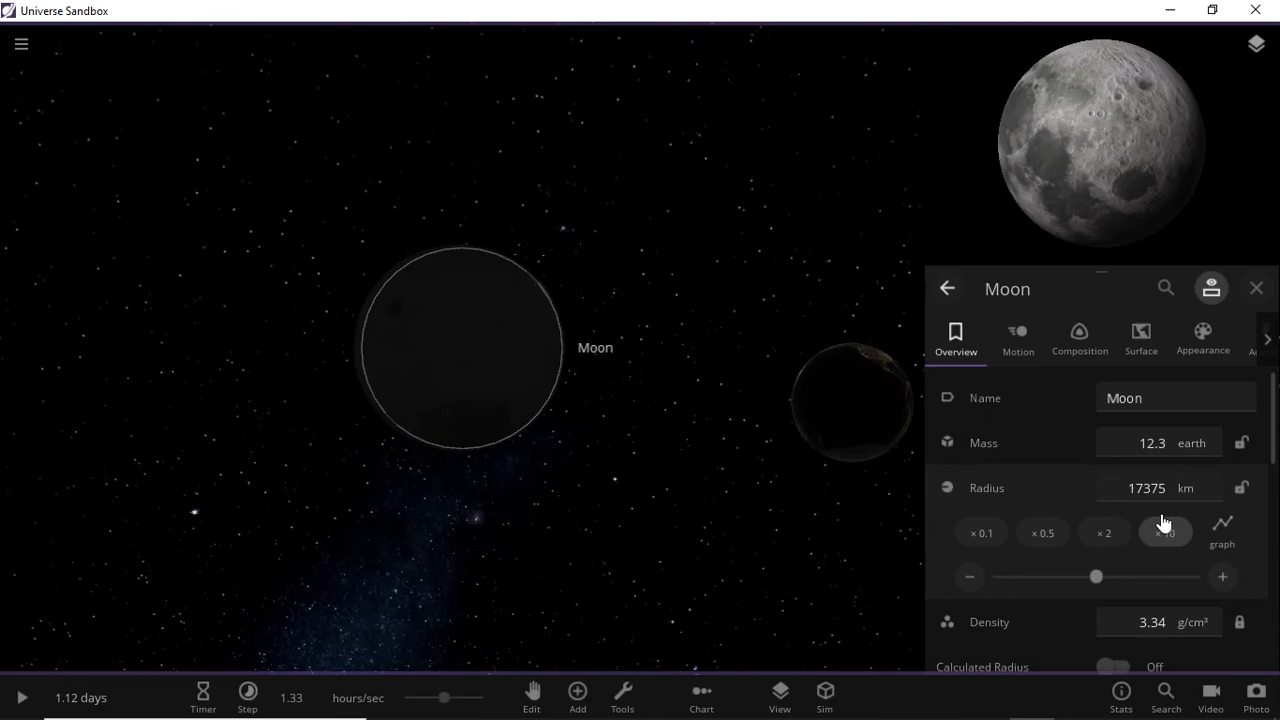 Universe Sandbox
Moon
Moon
Overview
Motion
Composition
Surface
Appearance
Name
Moon
Mass
12.3 earth
Radius
17375 km
× 0.1
× 0.5
× 2
graph
Density
3.34 g/cm³
Calculated Radius
Off
1.12 days
Timer
Step
1.33 hours/sec
Edit
Add
Tools
Chart
View
Sim
Stats
Search
Video
Photo